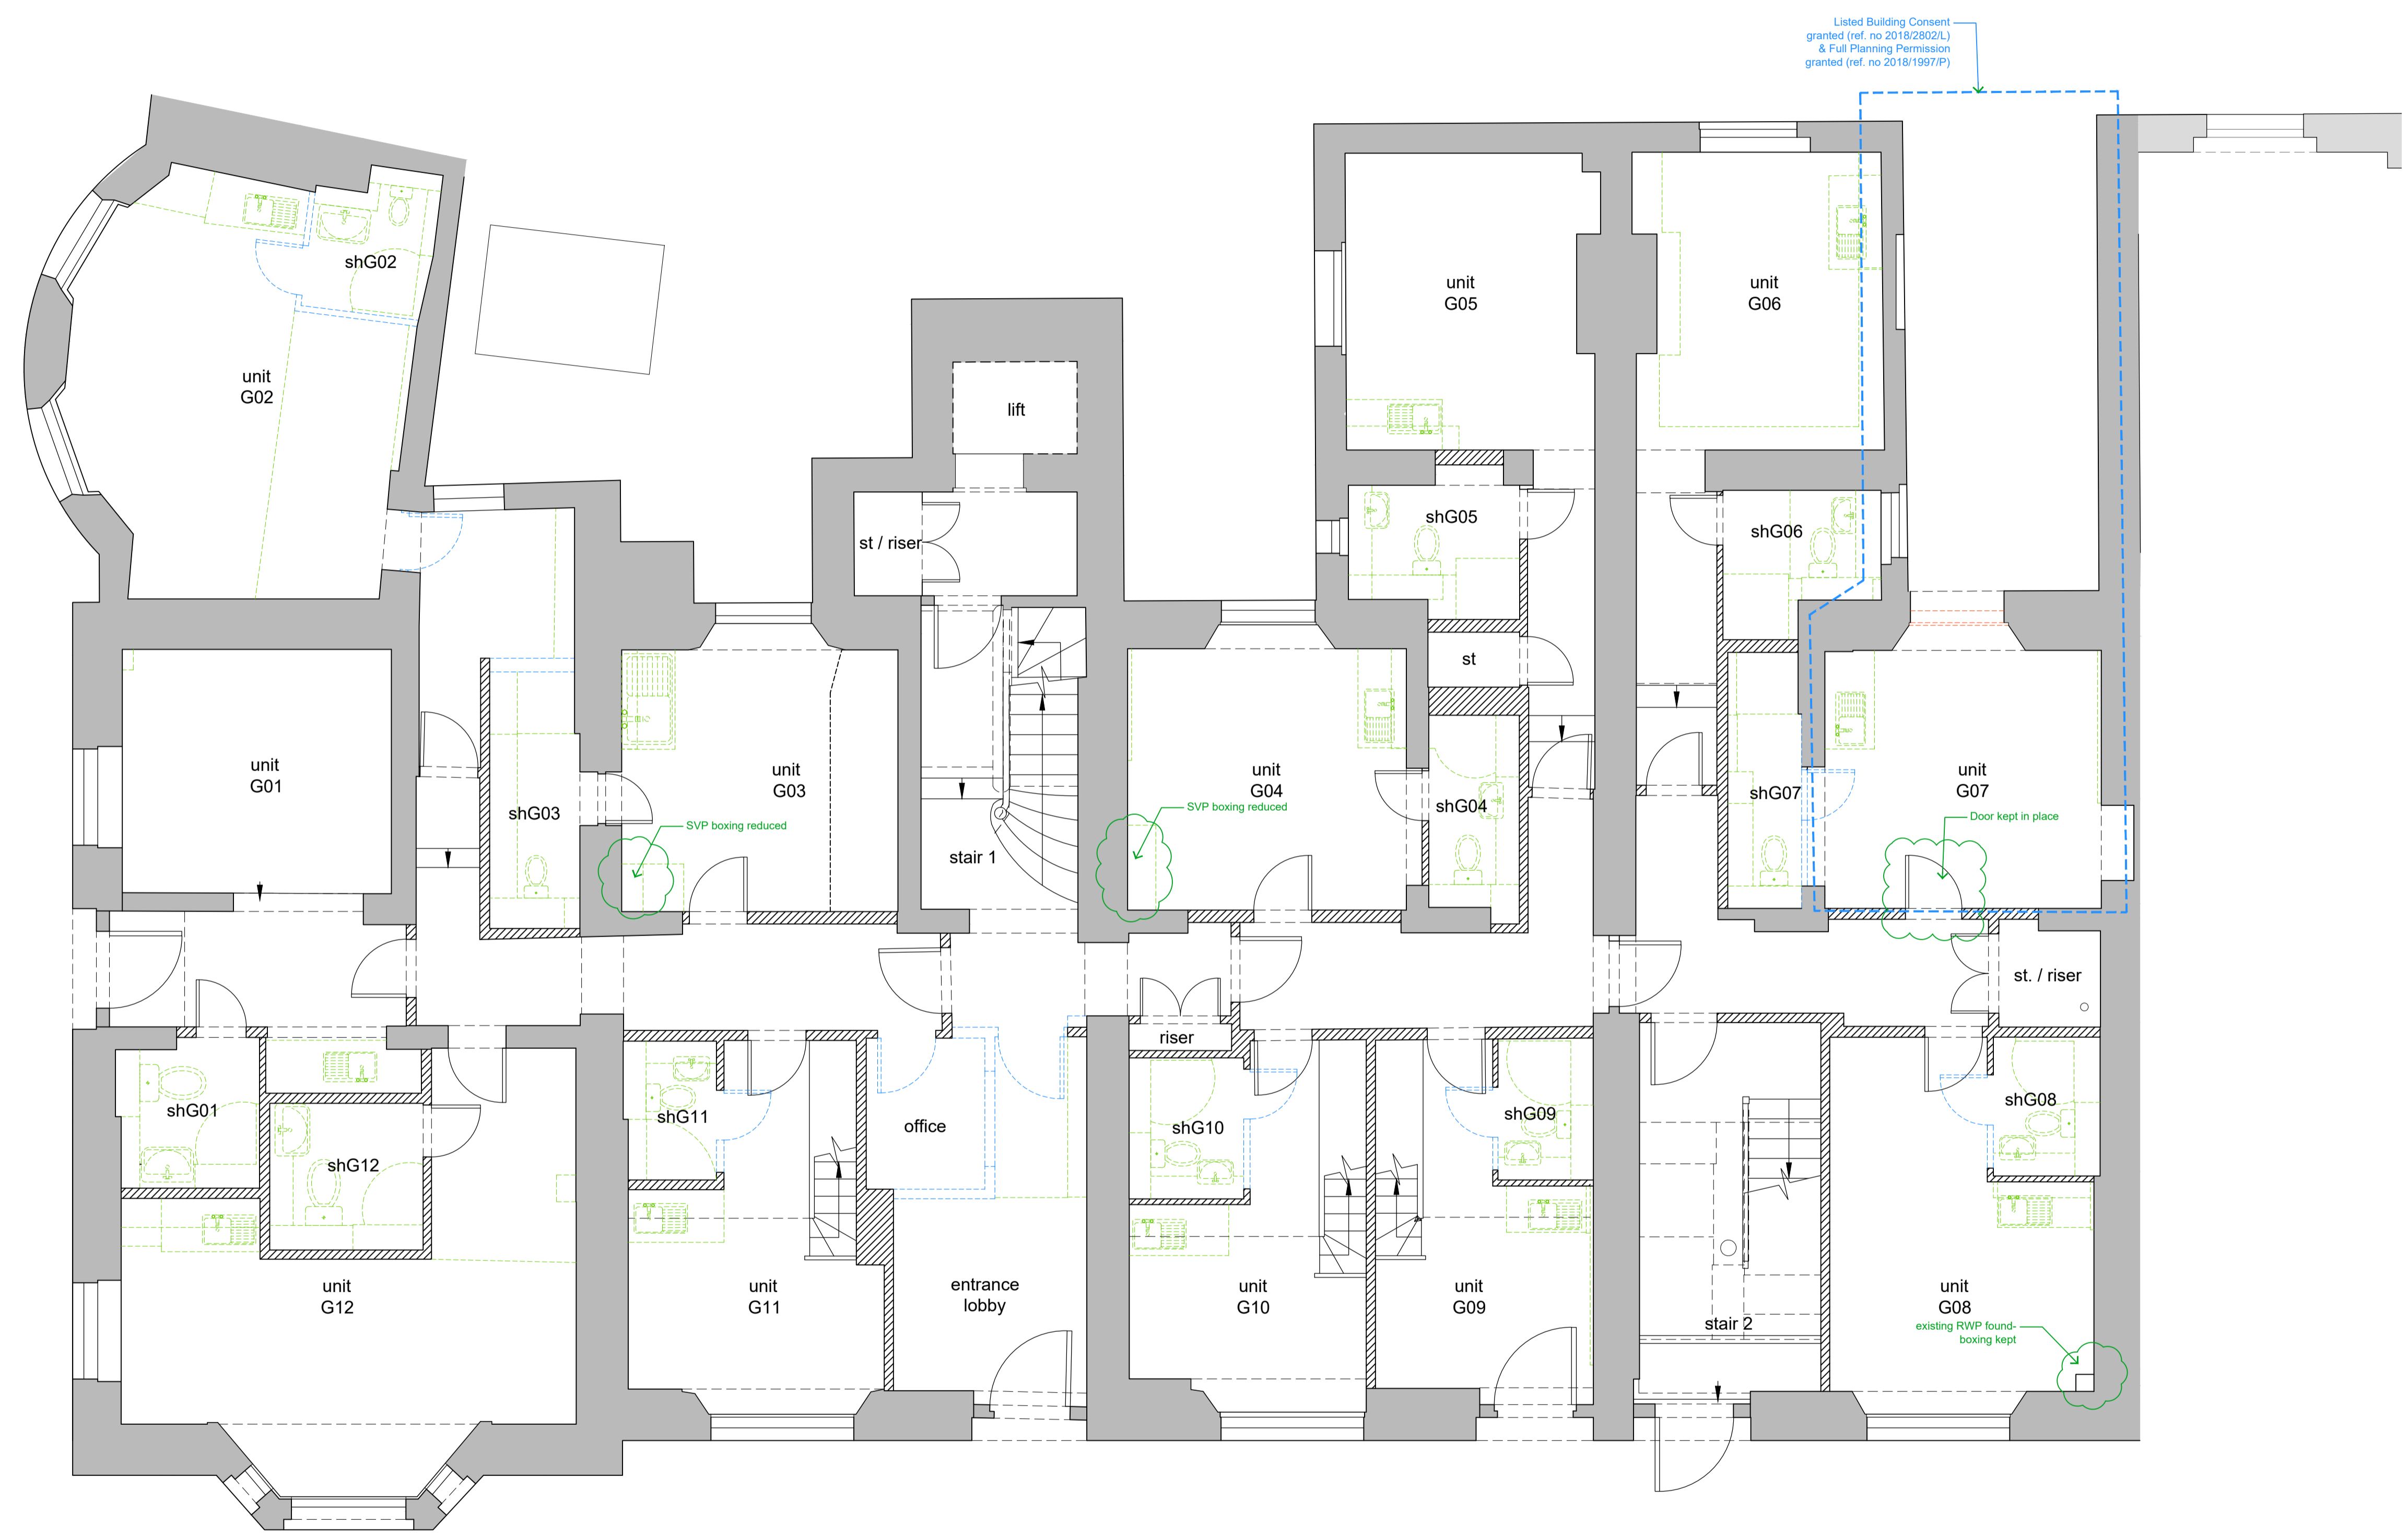 Listed Building Consent
granted (ref. no 2018/2802/L)
& Full Planning Permission
granted (ref. no 2018/1997/P)
shG02
unit
G02
unit
G05
unit
G06
lift
st / riser
shG05
shG06
st
unit
G01
shG03
unit
G03
SVP boxing reduced
stair 1
unit
G04
SVP boxing reduced
shG04
shG07
unit
G07
Door kept in place
st. / riser
riser
shG01
shG12
shG11
office
shG10
shG09
shG08
unit
G12
unit
G11
entrance
lobby
unit
G10
unit
G09
stair 2
unit
G08
existing RWP found-
boxing kept